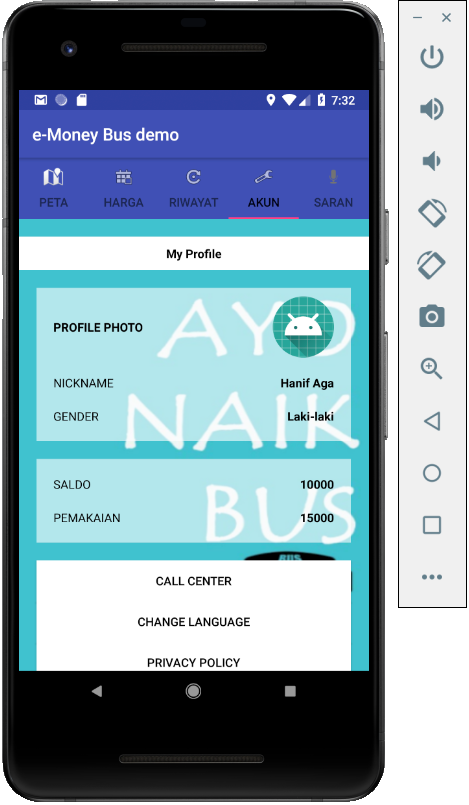 7:32
e-Money Bus demo
PETA HARGA RIWAYAT AKUN SARAN
My Profile
AYO
NAIK
BUS
PROFILE PHOTO
NICKNAME Hanif Aga
GENDER Laki-laki
SALDO 10000
PEMAKAIAN 15000
BUS
CALL CENTER
CHANGE LANGUAGE
PRIVACY POLICY